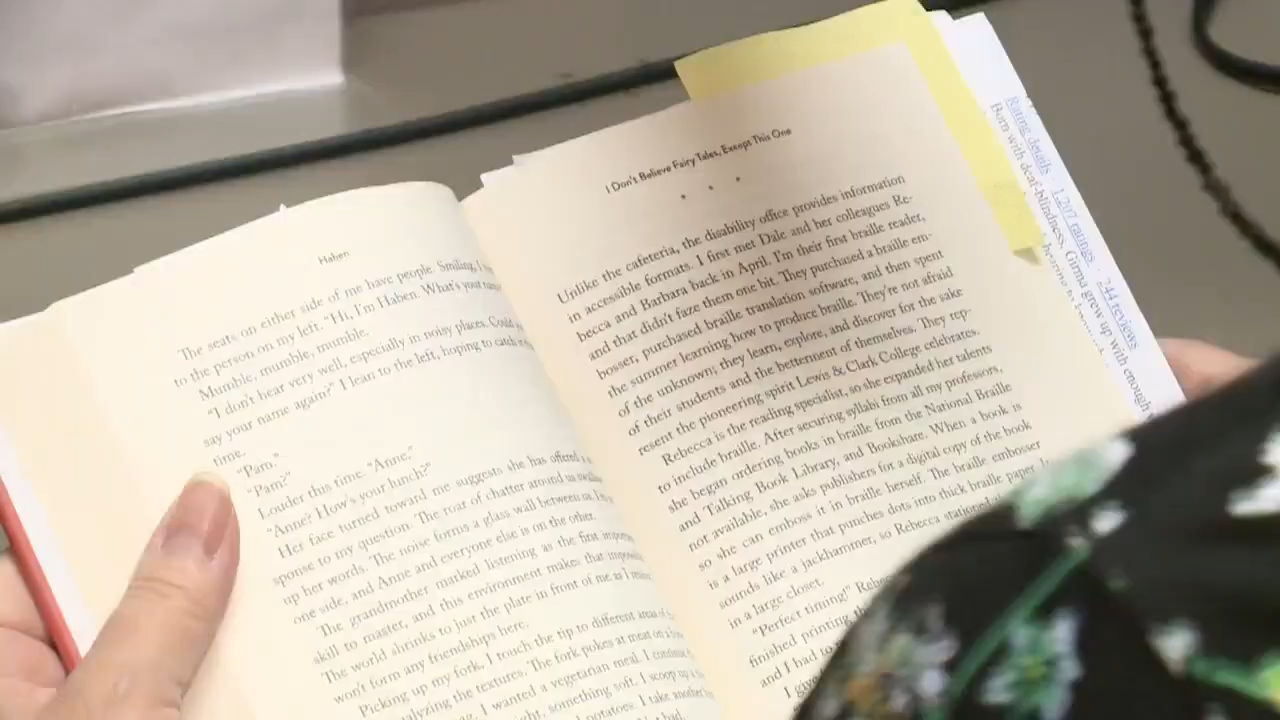 Haben
The seats on either side of me have people. Smiling, I
to the person on my left. "Hi, I'm Haben. What's your
Mumble, mumble, mumble.
"I don't hear very well, especially in noisy places. Could
say your name again?" I lean to the left, hoping to catch
time.
"Pam."
"Pam?"
Louder this time. "Anne."
"Anne? How's your lunch?"
Her face turned toward me suggests she has offered a
sponse to my question. The roar of chatter around us
up her words. The noise forms a glass wall between us. I'm
one side, and Anne and everyone else is on the other.
The grandmother marked listening as the first
skill to master, and this environment makes that
The world shrinks to just the plate in front of me as I
won't form any friendships here.
Picking up my fork, I touch the tip to different areas
the textures. The fork pokes at meat on a
I wanted a vegetarian meal. I continue
something soft. I scoop up a
potatoes. I take another
bad.
I Don't Believe Fairy Tales, Except This One
Unlike the cafeteria, the disability office provides information
in accessible formats. I first met Dale and her colleagues Re-
becca and Barbara back in April. I'm their first braille reader,
and that didn't faze them one bit. They purchased a braille em-
bosser, purchased braille translation software, and then spent
the summer learning how to produce braille. They're not afraid
of the unknown; they learn, explore, and discover for the sake
of their students and the betterment of themselves. They rep-
resent the pioneering spirit Lewis & Clark College celebrates.
Rebecca is the reading specialist, so she expanded her talents
to include braille. After securing syllabi from all my professors,
she began ordering books in braille from the National Braille
and Talking Book Library, and Bookshare. When a book is
not available, she asks publishers for a digital copy of the book
so she can emboss it in braille herself. The braille embosser
is a large printer that punches dots into thick braille paper
sounds like a jackhammer, so Rebecca stationed
in a large closet.
"Perfect timing!"
finished printing
and I had to
I
Rating details · 1,207 ratings · 244 reviews
Born with deaf-blindness, Girma grew up with enough